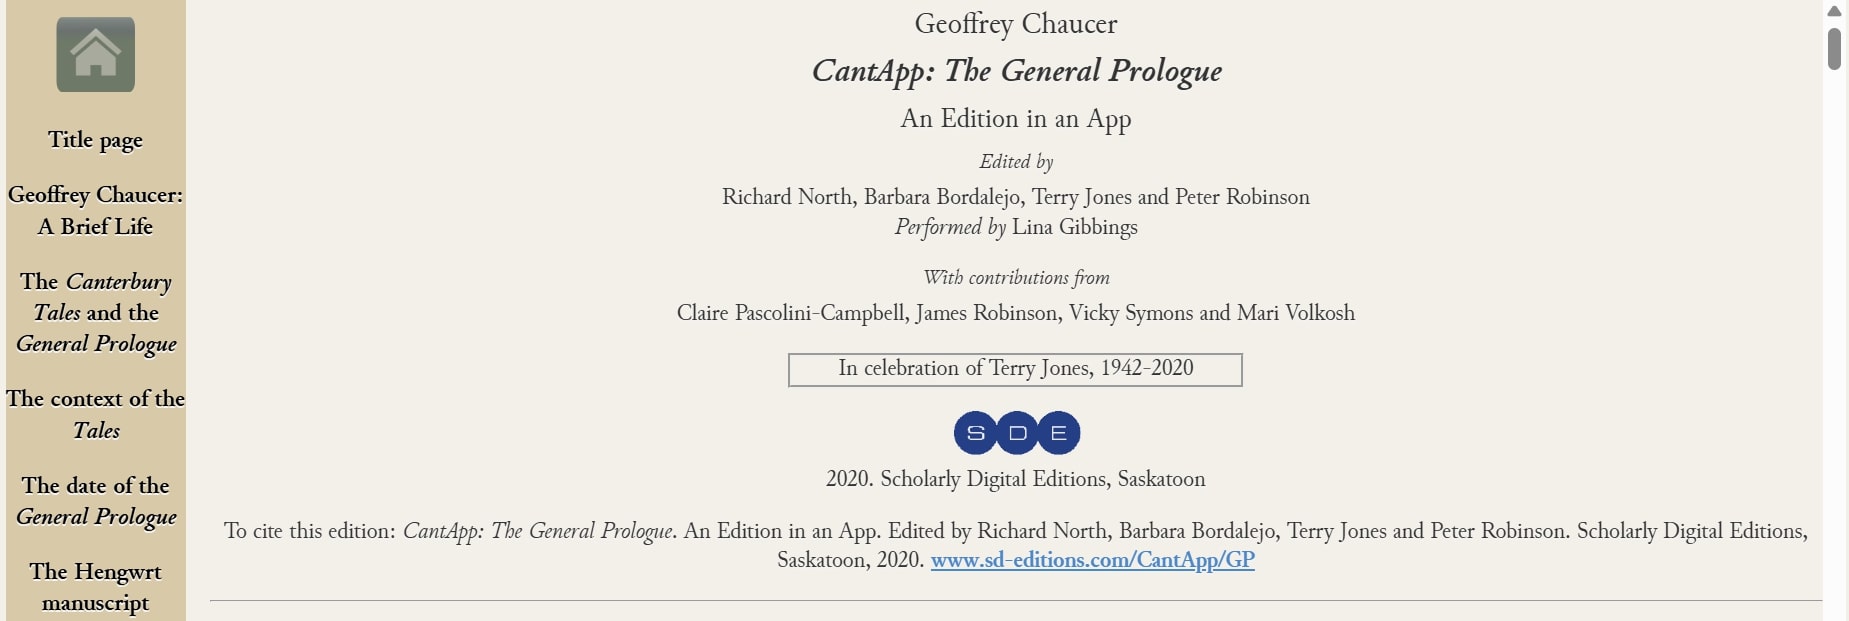 Title page
Geoffrey Chaucer:
A Brief Life
The Canterbury
Tales and the
General Prologue
The context of the
Tales
The date of the
General Prologue
The Hengwrt
manuscript
Geoffrey Chaucer
CantApp: The General Prologue
An Edition in an App
Edited by
Richard North, Barbara Bordalejo, Terry Jones and Peter Robinson
Performed by Lina Gibbings
With contributions from
Claire Pascolini-Campbell, James Robinson, Vicky Symons and Mari Volkosh
In celebration of Terry Jones, 1942-2020
S D E
2020. Scholarly Digital Editions, Saskatoon
To cite this edition: CantApp: The General Prologue. An Edition in an App. Edited by Richard North, Barbara Bordalejo, Terry Jones and Peter Robinson. Scholarly Digital Editions,
Saskatoon, 2020. www.sd-editions.com/CantApp/GP